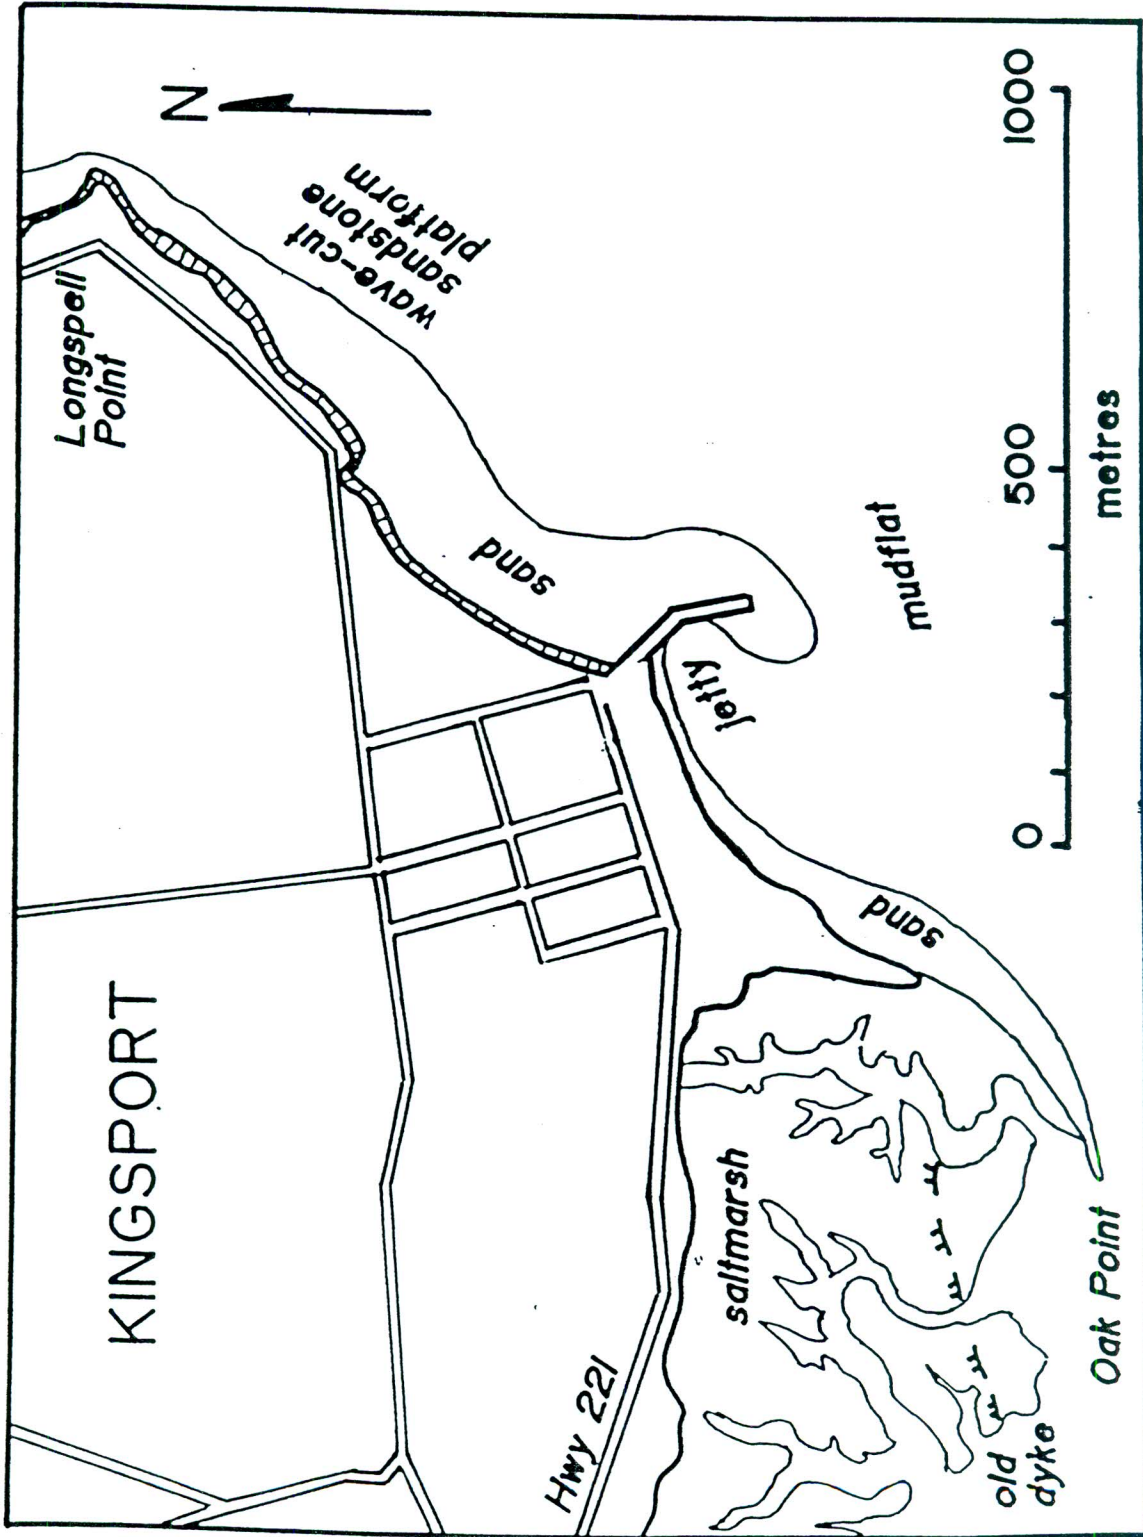 N
Longspell
Point
wave-cut
sandstone
platform
KINGSPORT
sand
jetty
mudflat
sand
Hwy 221
saltmarsh
old
dyke
Oak Point
0 500 1000
metres